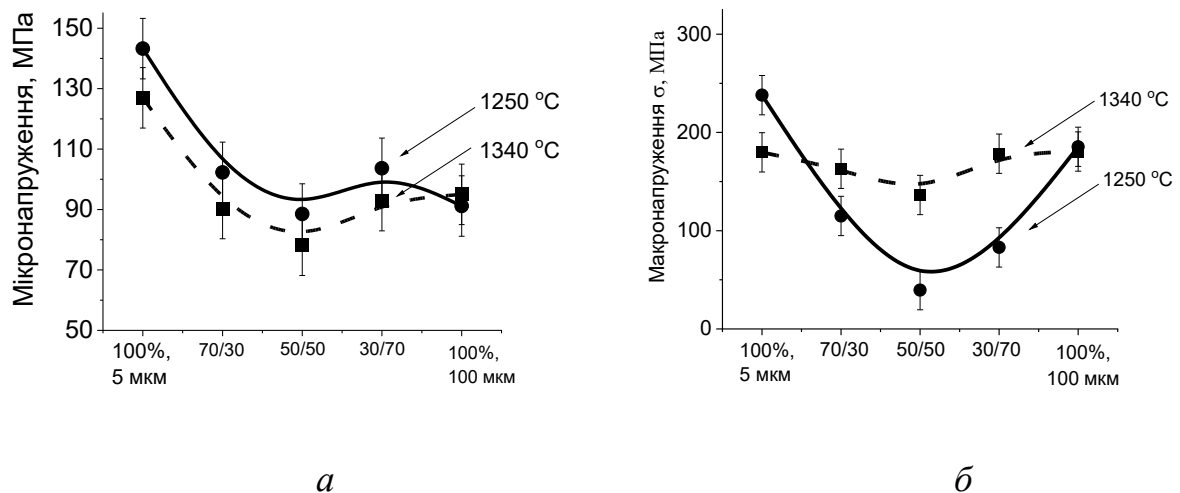 Мікронапруження, МПа
150
130
110
90
70
50
1250 °C
1340 °C
100%,
5 мкм
70/30
50/50
30/70
100%,
100 мкм
а
Макронапруження σ, МПа
300
200
100
0
1340 °C
1250 °C
100%,
5 мкм
70/30
50/50
30/70
100%,
100 мкм
б